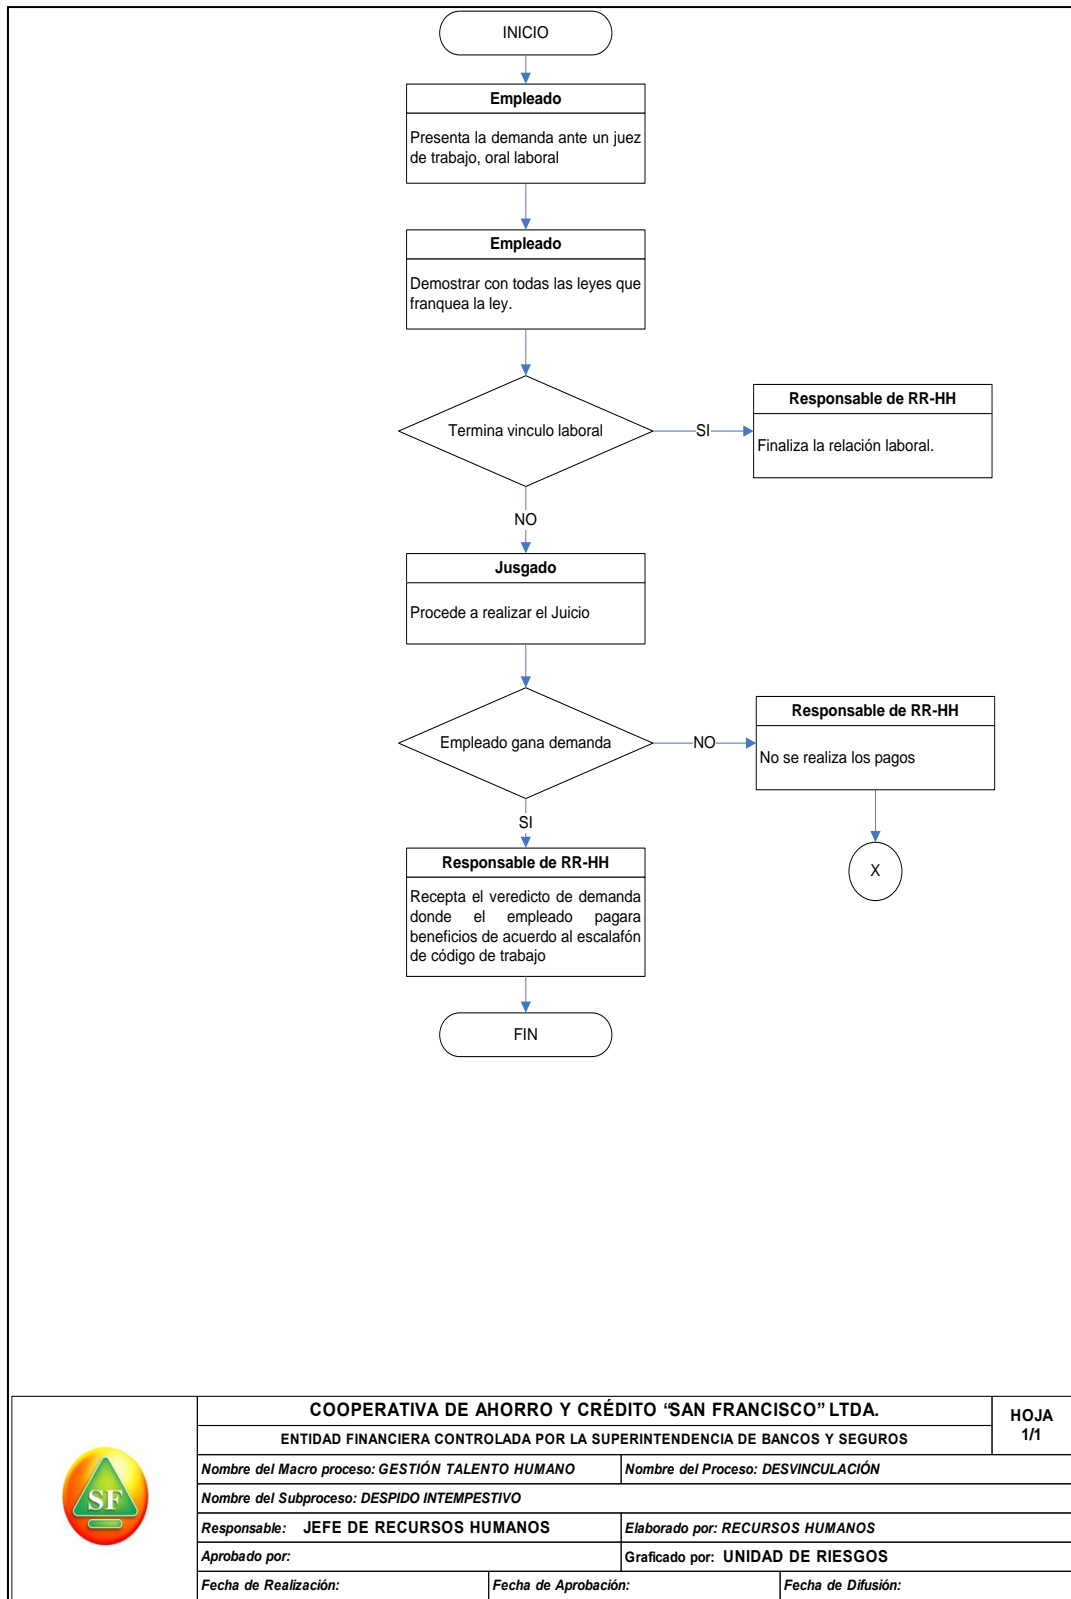 INICIO
Empleado
Presenta la demanda ante un juez
de trabajo, oral laboral
Empleado
Demostrar con todas las leyes que
franquea la ley.
Termina vinculo laboral
SI
Responsable de RR-HH
Finaliza la relación laboral.
NO
Jusgado
Procede a realizar el Juicio
Empleado gana demanda
NO
Responsable de RR-HH
No se realiza los pagos
X
SI
Responsable de RR-HH
Recepta el veredicto de demanda
donde el empleado pagara
beneficios de acuerdo al escalafón
de código de trabajo
FIN
SF
COOPERATIVA DE AHORRO Y CRÉDITO “SAN FRANCISCO” LTDA.
HOJA
1/1
ENTIDAD FINANCIERA CONTROLADA POR LA SUPERINTENDENCIA DE BANCOS Y SEGUROS
Nombre del Macro proceso: GESTIÓN TALENTO HUMANO
Nombre del Proceso: DESVINCULACIÓN
Nombre del Subproceso: DESPIDO INTEMPESTIVO
Responsable: JEFE DE RECURSOS HUMANOS
Elaborado por: RECURSOS HUMANOS
Aprobado por:
Graficado por: UNIDAD DE RIESGOS
Fecha de Realización:
Fecha de Aprobación:
Fecha de Difusión: